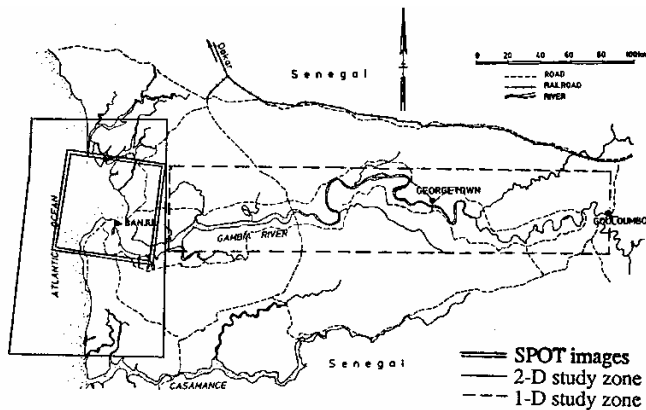 Dakar
Senegal
0 20 40 60 80 100km
ROAD
RAILROAD
RIVER
ATLANTIC OCEAN
BANJUL
GAMBIA RIVER
GEORGETOWN
GOULOUMBO
Senegal
CASAMANCE
SPOT images
2-D study zone
1-D study zone